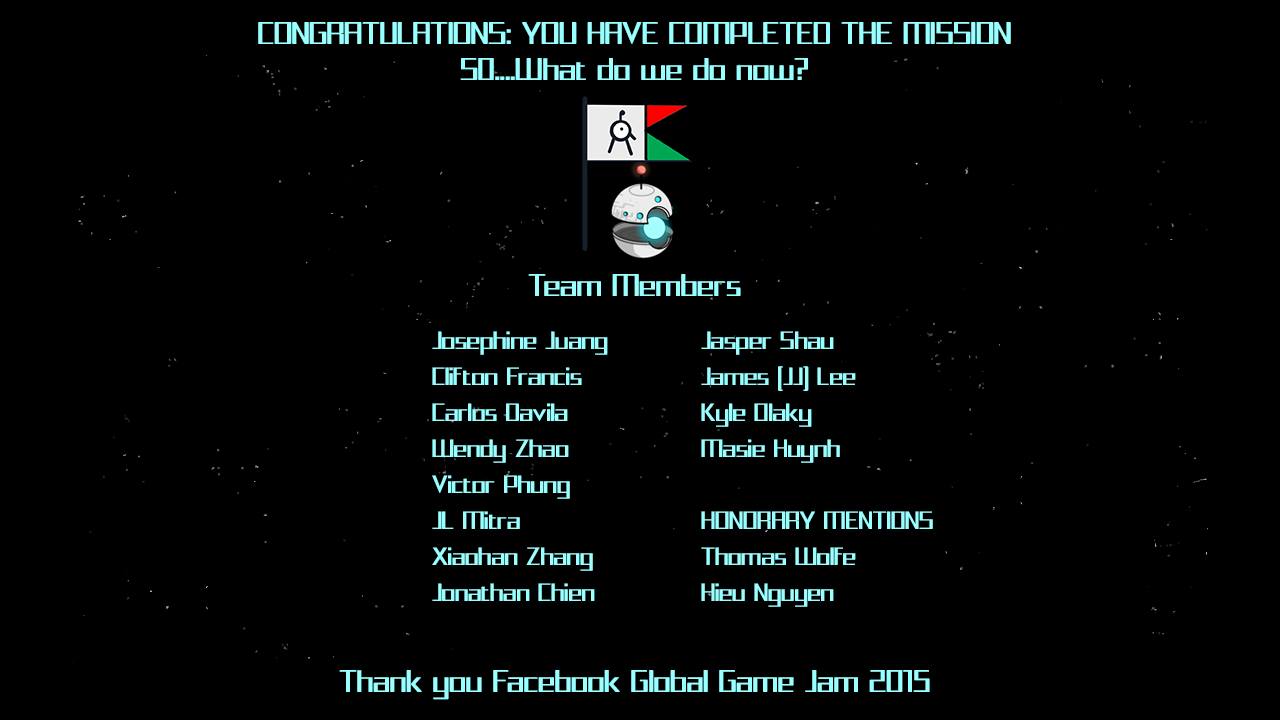 CONGRATULATIONS: YOU HAVE COMPLETED THE MISSION
SO....What do we do now?
Team Members
Josephine Juang
Clifton Francis
Carlos Davila
Wendy Zhao
Victor Phung
JL Mitra
Xiaohan Zhang
Jonathan Chien
Jasper Shau
James (JJ) Lee
Kyle Olaky
Masie Huynh
HONORARY MENTIONS
Thomas Wolfe
Hieu Nguyen
Thank you Facebook Global Game Jam 2015